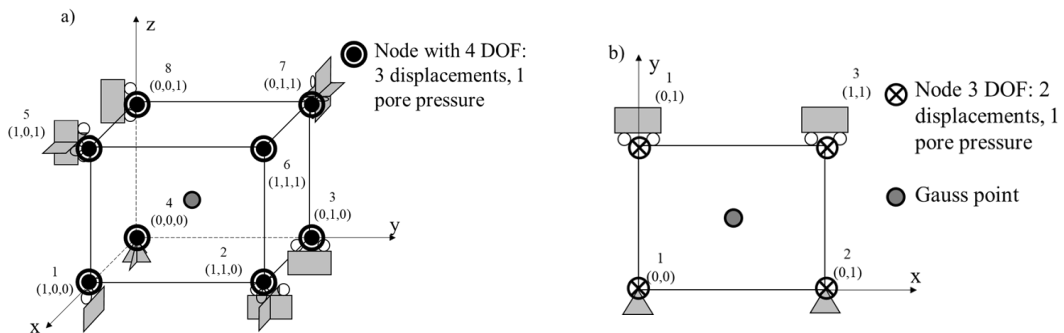 a)
z
Node with 4 DOF:
3 displacements, 1
pore pressure
8
(0,0,1)
7
(0,1,1)
5
(1,0,1)
6
(1,1,1)
4
(0,0,0)
3
(0,1,0)
y
1
(1,0,0)
2
(1,1,0)
x
b)
y
1
(0,1)
3
(1,1)
Node 3 DOF: 2
displacements, 1
pore pressure
Gauss point
1
(0,0)
2
(0,1)
x